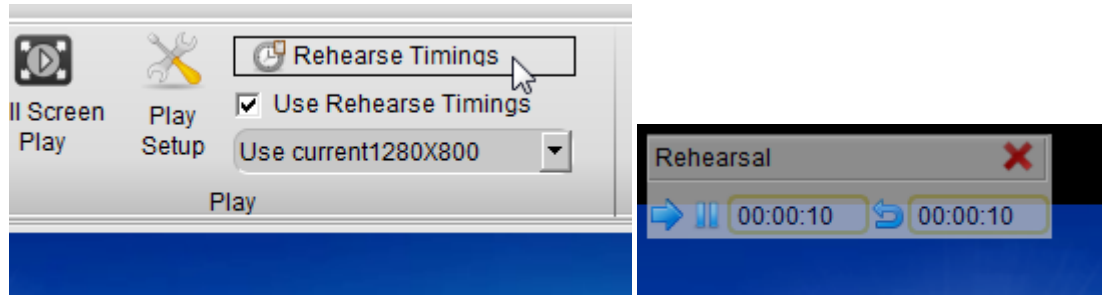 Rehearse Timings
ll Screen
Play
Play
Setup
Use Rehearse Timings
Use current1280X800
Play
Rehearsal
00:00:10
00:00:10